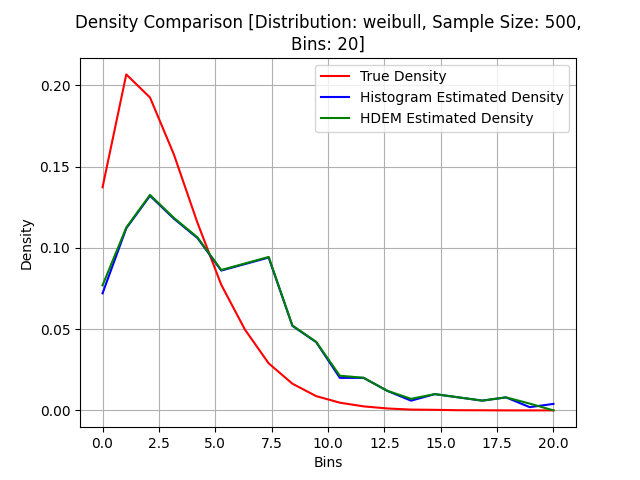 Density Comparison [Distribution: weibull, Sample Size: 500,
Bins: 20]
True Density
Histogram Estimated Density
HDEM Estimated Density
Density
0.20
0.15
0.10
0.05
0.00
0.0 2.5 5.0 7.5 10.0 12.5 15.0 17.5 20.0
Bins